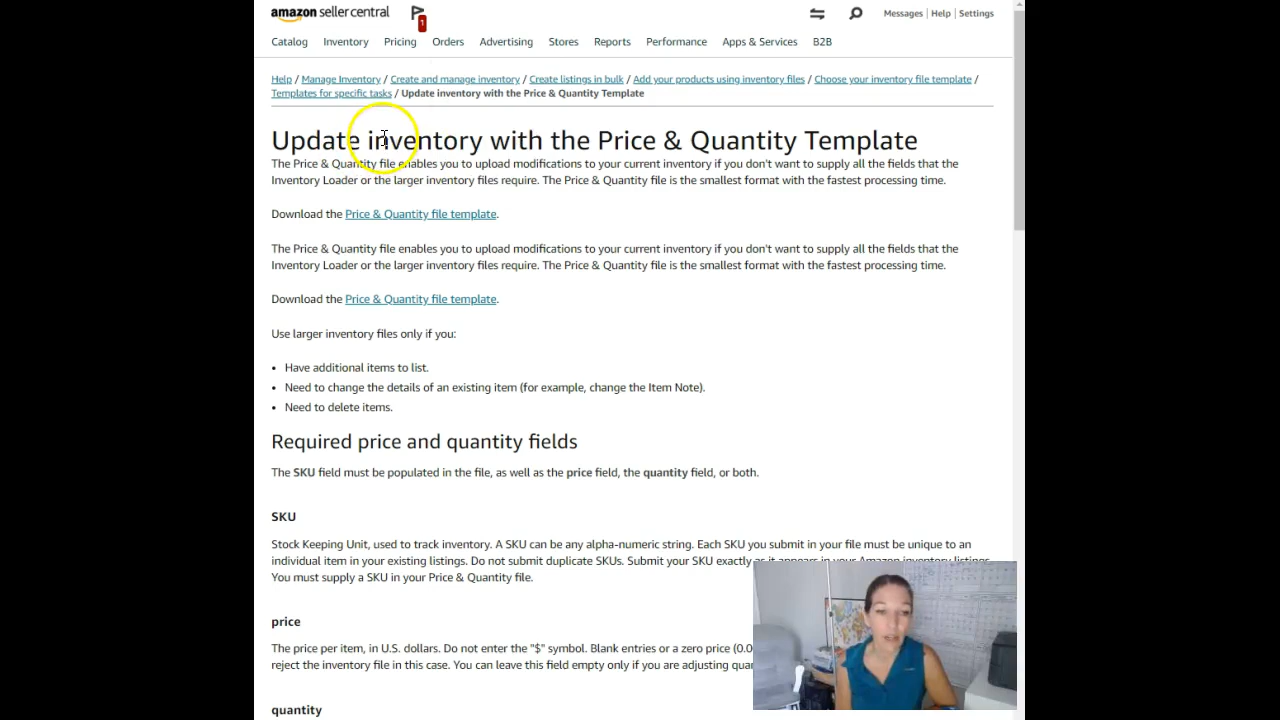 amazon seller central
1
Messages | Help | Settings
Catalog Inventory Pricing Orders Advertising Stores Reports Performance Apps & Services B2B
Help / Manage Inventory / Create and manage inventory / Create listings in bulk / Add your products using inventory files / Choose your inventory file template /
Templates for specific tasks / Update inventory with the Price & Quantity Template
Update inventory with the Price & Quantity Template
The Price & Quantity file enables you to upload modifications to your current inventory if you don't want to supply all the fields that the
Inventory Loader or the larger inventory files require. The Price & Quantity file is the smallest format with the fastest processing time.
Download the Price & Quantity file template.
The Price & Quantity file enables you to upload modifications to your current inventory if you don't want to supply all the fields that the
Inventory Loader or the larger inventory files require. The Price & Quantity file is the smallest format with the fastest processing time.
Download the Price & Quantity file template.
Use larger inventory files only if you:
• Have additional items to list.
• Need to change the details of an existing item (for example, change the Item Note).
• Need to delete items.
Required price and quantity fields
The SKU field must be populated in the file, as well as the price field, the quantity field, or both.
SKU
Stock Keeping Unit, used to track inventory. A SKU can be any alpha-numeric string. Each SKU you submit in your file must be unique to an
individual item in your existing listings. Do not submit duplicate SKUs. Submit your SKU exactly as it appears in your Amazon inventory listings.
You must supply a SKU in your Price & Quantity file.
price
The price per item, in U.S. dollars. Do not enter the "$" symbol. Blank entries or a zero price (0.0
reject the inventory file in this case. You can leave this field empty only if you are adjusting quan
quantity